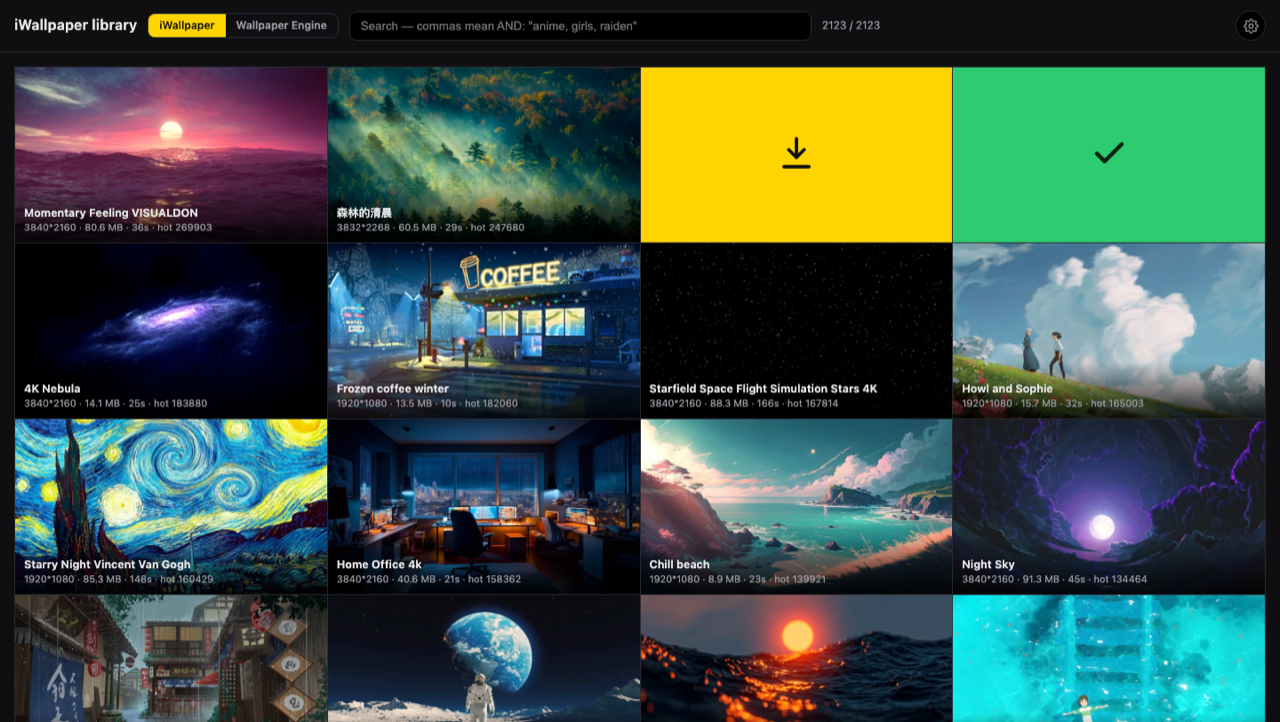 iWallpaper library
iWallpaper
Wallpaper Engine
Search — commas mean AND: "anime, girls, raiden"
2123 / 2123
Momentary Feeling VISUALDON
3840*2160 · 80.6 MB · 36s · hot 269903
森林的清晨
3832*2268 · 60.5 MB · 29s · hot 247680
4K Nebula
3840*2160 · 14.1 MB · 25s · hot 183880
COFFEE
MOTEL
Frozen coffee winter
1920*1080 · 13.5 MB · 10s · hot 182060
Starfield Space Flight Simulation Stars 4K
3840*2160 · 88.3 MB · 166s · hot 167814
Howl and Sophie
1920*1080 · 15.7 MB · 32s · hot 165003
Starry Night Vincent Van Gogh
1920*1080 · 85.3 MB · 148s · hot 160429
Home Office 4k
3840*2160 · 40.6 MB · 21s · hot 158362
Chill beach
1920*1080 · 8.9 MB · 23s · hot 139921
Night Sky
3840*2160 · 91.3 MB · 45s · hot 134464